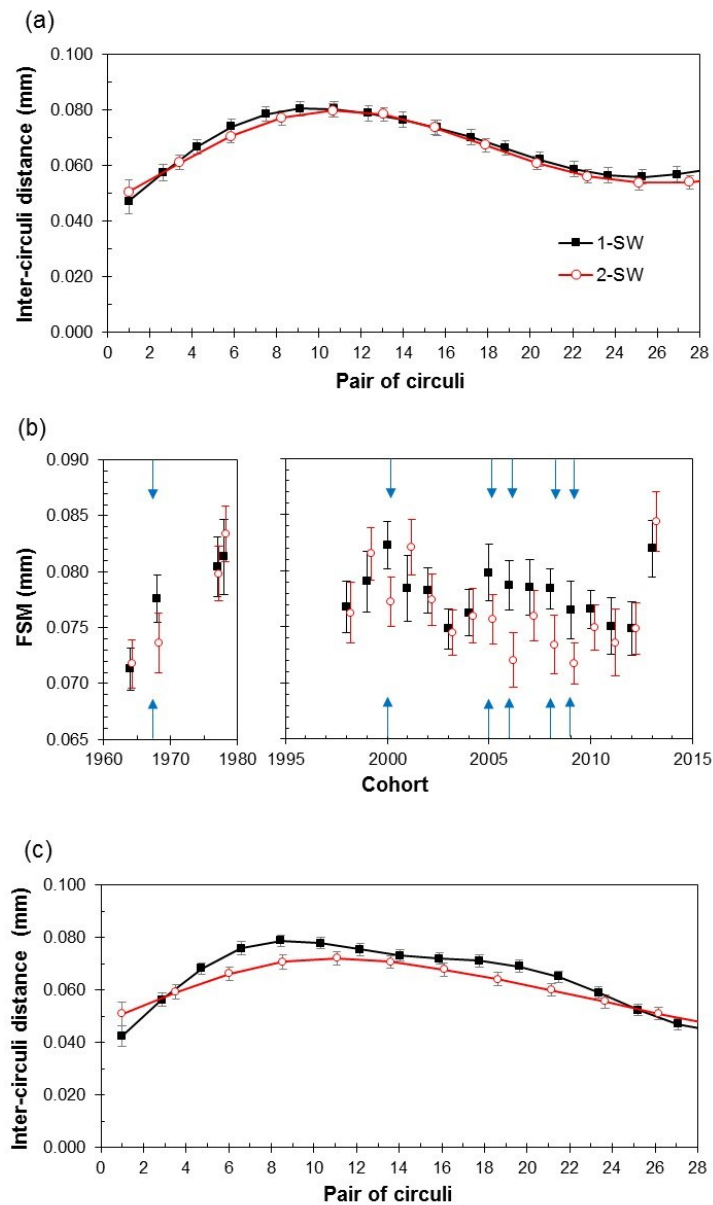 (a)
0.100
0.080
0.060
0.040
0.020
0.000
Inter-circuli distance (mm)
1-SW
2-SW
0 2 4 6 8 10 12 14 16 18 20 22 24 26 28
Pair of circuli
(b)
0.090
0.085
0.080
0.075
0.070
0.065
FSM (mm)
1960 1970 1980 1995 2000 2005 2010 2015
Cohort
(c)
0.100
0.080
0.060
0.040
0.020
0.000
Inter-circuli distance (mm)
0 2 4 6 8 10 12 14 16 18 20 22 24 26 28
Pair of circuli